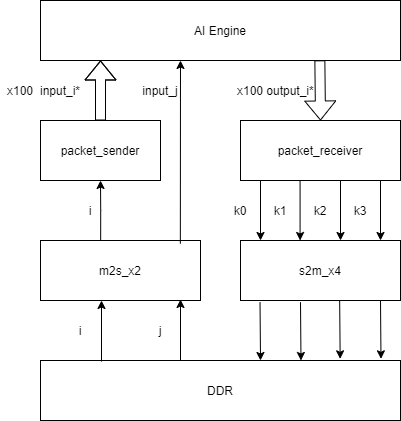 AI Engine
x100 input_i*
input_j
x100 output_i*
packet_sender
packet_receiver
i
k0
k1
k2
k3
m2s_x2
s2m_x4
i
j
DDR